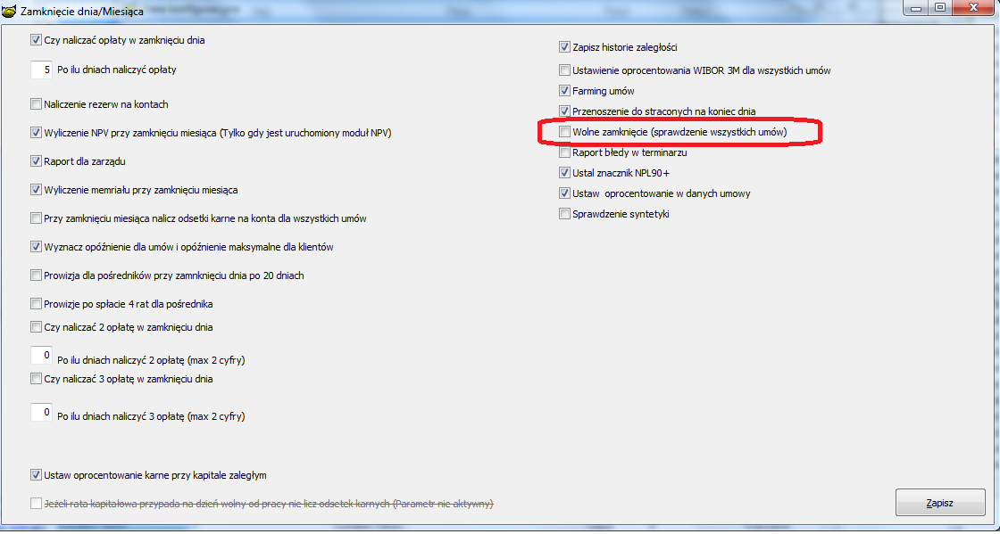 Zamknięcie dnia/Miesiąca
Czy naliczać opłaty w zamknięciu dnia
5 Po ilu dniach naliczyć opłaty
Naliczenie rezerw na kontach
Wyliczenie NPV przy zamknięciu miesiąca (Tylko gdy jest uruchomiony moduł NPV)
Raport dla zarządu
Wyliczenie memriału przy zamknięciu miesiąca
Przy zamknięciu miesiąca nalicz odsetki karne na konta dla wszystkich umów
Wyznacz opóźnienie dla umów i opóźnienie maksymalne dla klientów
Prowizja dla pośredników przy zamnknięciu dnia po 20 dniach
Prowizje po spłacie 4 rat dla pośrednika
Czy naliczać 2 opłatę w zamknięciu dnia
0 Po ilu dniach naliczyć 2 opłatę (max 2 cyfry)
Czy naliczać 3 opłatę w zamknięciu dnia
0 Po ilu dniach naliczyć 3 opłatę (max 2 cyfry)
Ustaw oprocentowanie karne przy kapitale zaległym
Jeżeli rata kapitałowa przypada na dzień wolny od pracy nie licz odsetek karnych (Parametr nie aktywny)
Zapisz historie zaległości
Ustawienie oprocentowania WIBOR 3M dla wszystkich umów
Farming umów
Przenoszenie do straconych na koniec dnia
Wolne zamknięcie (sprawdzenie wszystkich umów)
Raport błedy w terminarzu
Ustal znacznik NPL90+
Ustaw oprocentowanie w danych umowy
Sprawdzenie syntetyki
Zapisz